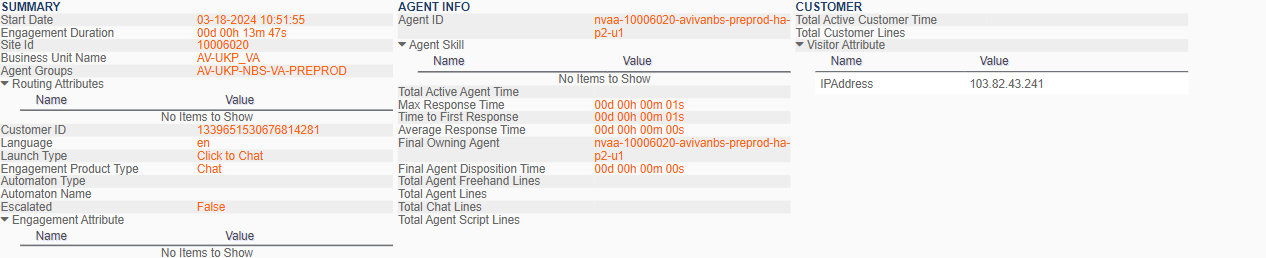 SUMMARY
Start Date 03-18-2024 10:51:55
Engagement Duration 00d 00h 13m 47s
Site Id 10006020
Business Unit Name AV-UKP_VA
Agent Groups AV-UKP-NBS-VA-PREPROD
Routing Attributes
Name Value
No Items to Show
Customer ID 1339651530676814281
Language en
Launch Type Click to Chat
Engagement Product Type Chat
Automaton Type
Automaton Name
Escalated False
Engagement Attribute
Name Value
No Items to Show
AGENT INFO
Agent ID nvaa-10006020-avivanbs-preprod-ha-
p2-u1
Agent Skill
Name Value
No Items to Show
Total Active Agent Time
Max Response Time 00d 00h 00m 01s
Time to First Response 00d 00h 00m 01s
Average Response Time 00d 00h 00m 00s
Final Owning Agent nvaa-10006020-avivanbs-preprod-ha-
p2-u1
Final Agent Disposition Time 00d 00h 00m 00s
Total Agent Freehand Lines
Total Agent Lines
Total Chat Lines
Total Agent Script Lines
CUSTOMER
Total Active Customer Time
Total Customer Lines
Visitor Attribute
Name Value
IPAddress 103.82.43.241